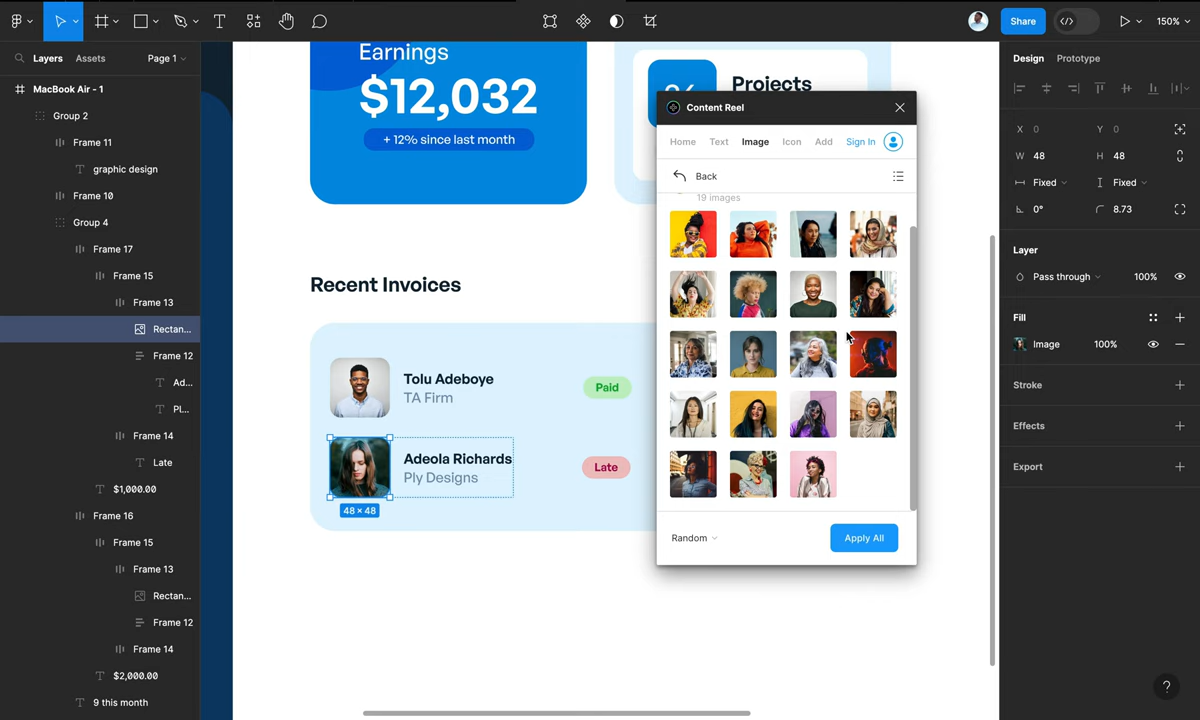 Share
150%
Layers
Assets
Page 1
MacBook Air - 1
Group 2
Frame 11
graphic design
Frame 10
Group 4
Frame 17
Frame 15
Frame 13
Rectan...
Frame 12
Ad...
Pl...
Frame 14
Late
$1,000.00
Frame 16
Frame 15
Frame 13
Rectan...
Frame 12
Frame 14
$2,000.00
9 this month
Earnings
$12,032
+ 12% since last month
Projects
Recent Invoices
Tolu Adeboye
TA Firm
Paid
Adeola Richards
Ply Designs
Late
48 × 48
Content Reel
Home
Text
Image
Icon
Add
Sign In
Back
19 images
Random
Apply All
Design
Prototype
X 0
Y 0
W 48
H 48
Fixed
Fixed
0°
8.73
Layer
Pass through
100%
Fill
Image
100%
Stroke
Effects
Export
?